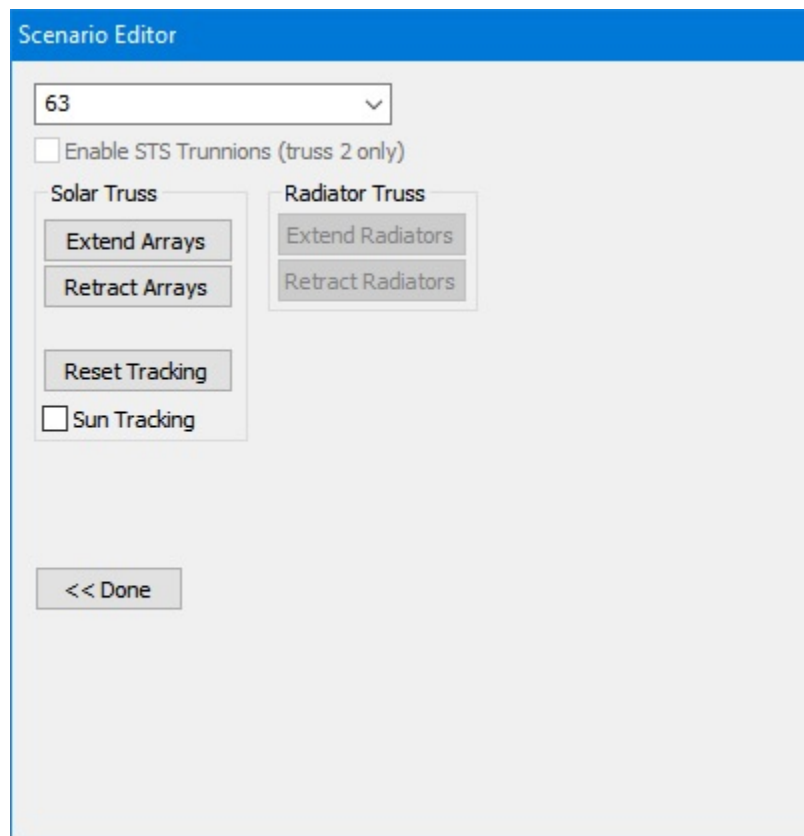 Scenario Editor
63
Enable STS Trunnions (truss 2 only)
Solar Truss
Extend Arrays
Retract Arrays
Reset Tracking
Sun Tracking
Radiator Truss
Extend Radiators
Retract Radiators
<< Done